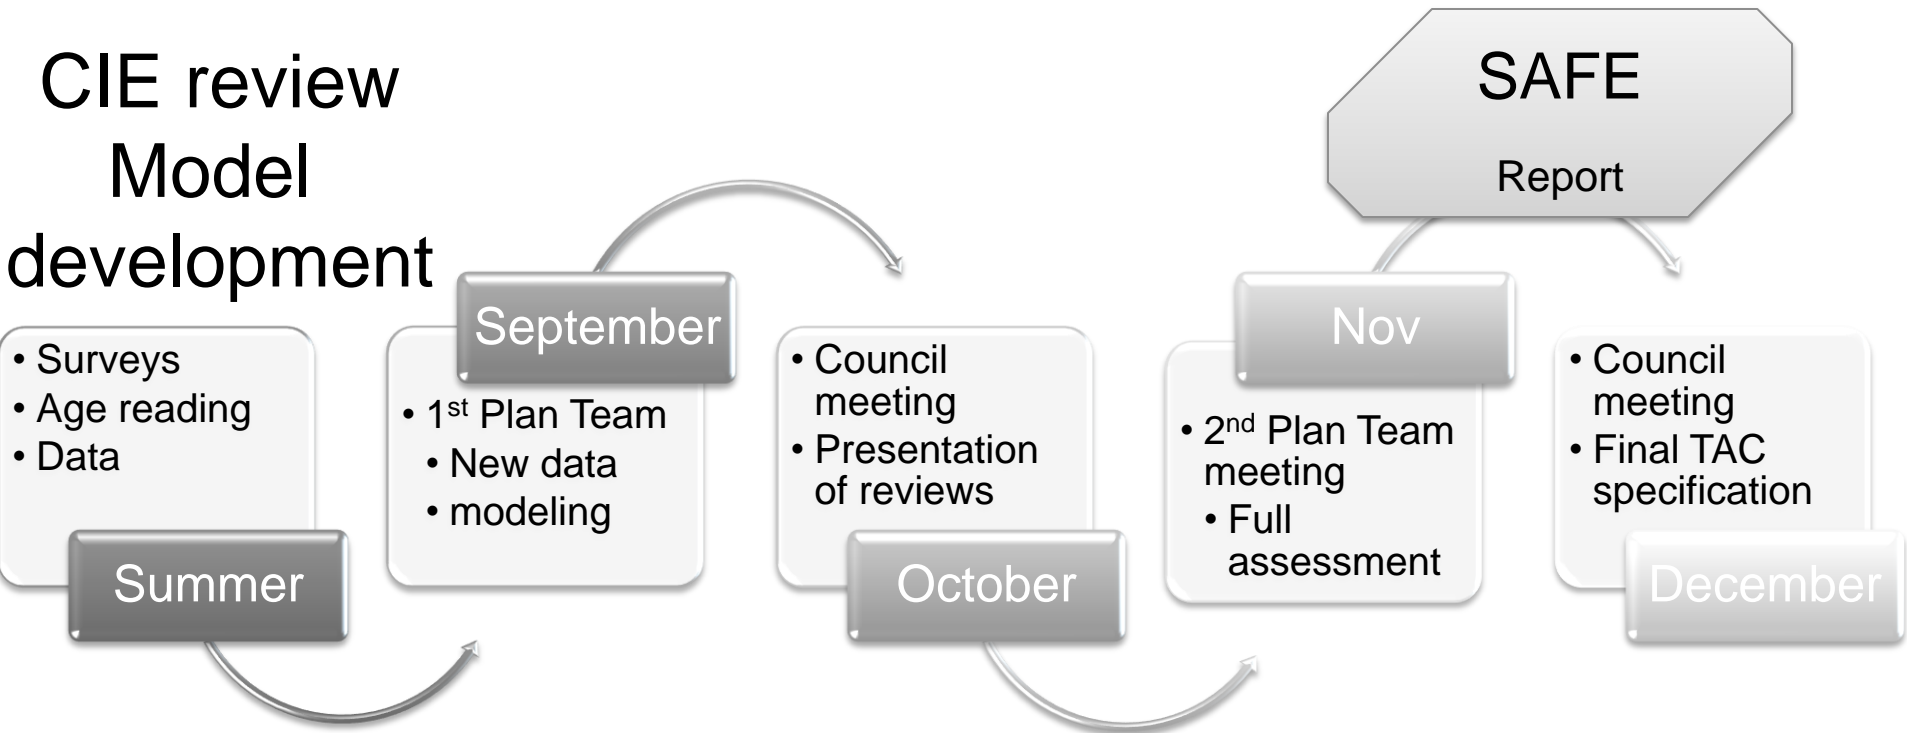 CIE review
Model
development
• Surveys
• Age reading
• Data
Summer
September
• 1st Plan Team
• New data
• modeling
• Council
meeting
• Presentation
of reviews
October
SAFE
Report
Nov
• 2nd Plan Team
meeting
• Full
assessment
• Council
meeting
• Final TAC
specification
December